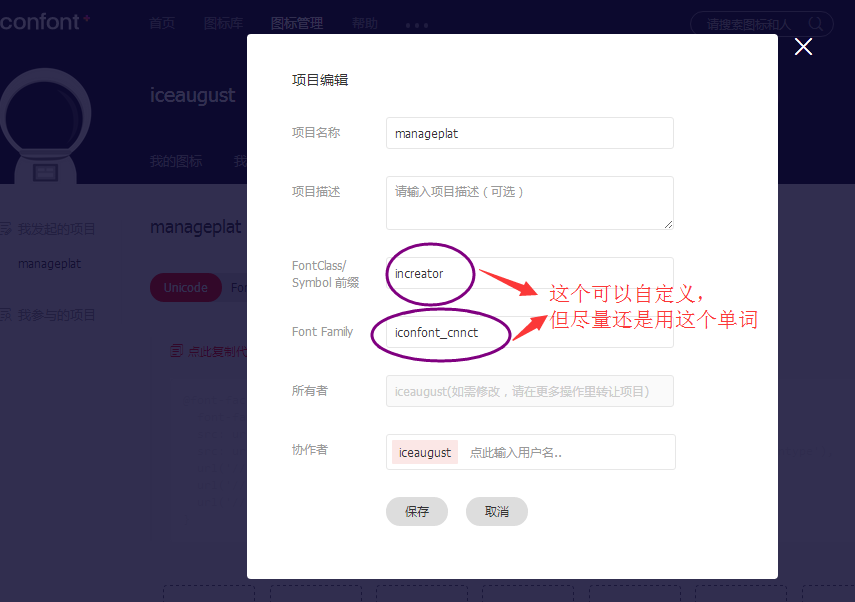 confont+
首页 图标库 图标管理 帮助
请搜索图标和人
iceaugust
我的图标 我
我发起的项目
manageplat
我参与的项目
manageplat
Unicode Fon
点此复制代
项目编辑
项目名称 manageplat
项目描述 请输入项目描述(可选)
FontClass/
Symbol 前缀
increator
Font Family iconfont_cnnct
这个可以自定义,
但尽量还是用这个单词
所有者 iceaugust(如需修改,请在更多操作里转让项目)
协作者 iceaugust 点此输入用户名..
保存 取消